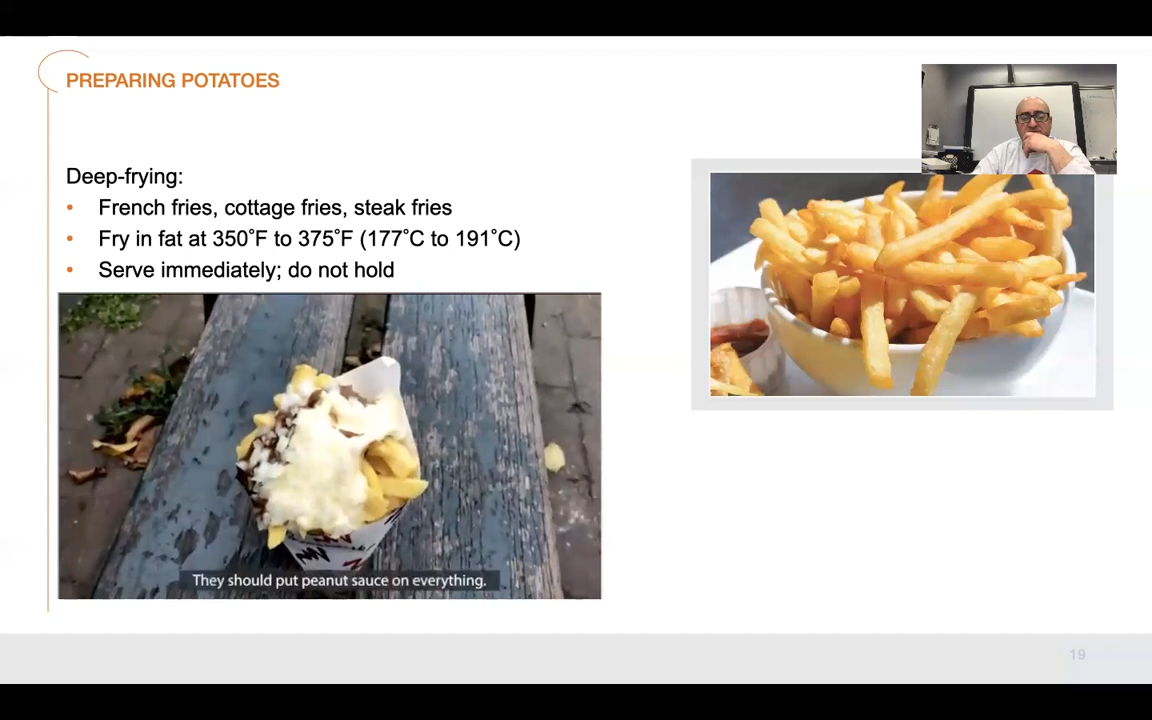 PREPARING POTATOES
Deep-frying:
• French fries, cottage fries, steak fries
• Fry in fat at 350˚F to 375˚F (177˚C to 191˚C)
• Serve immediately; do not hold
They should put peanut sauce on everything.
19